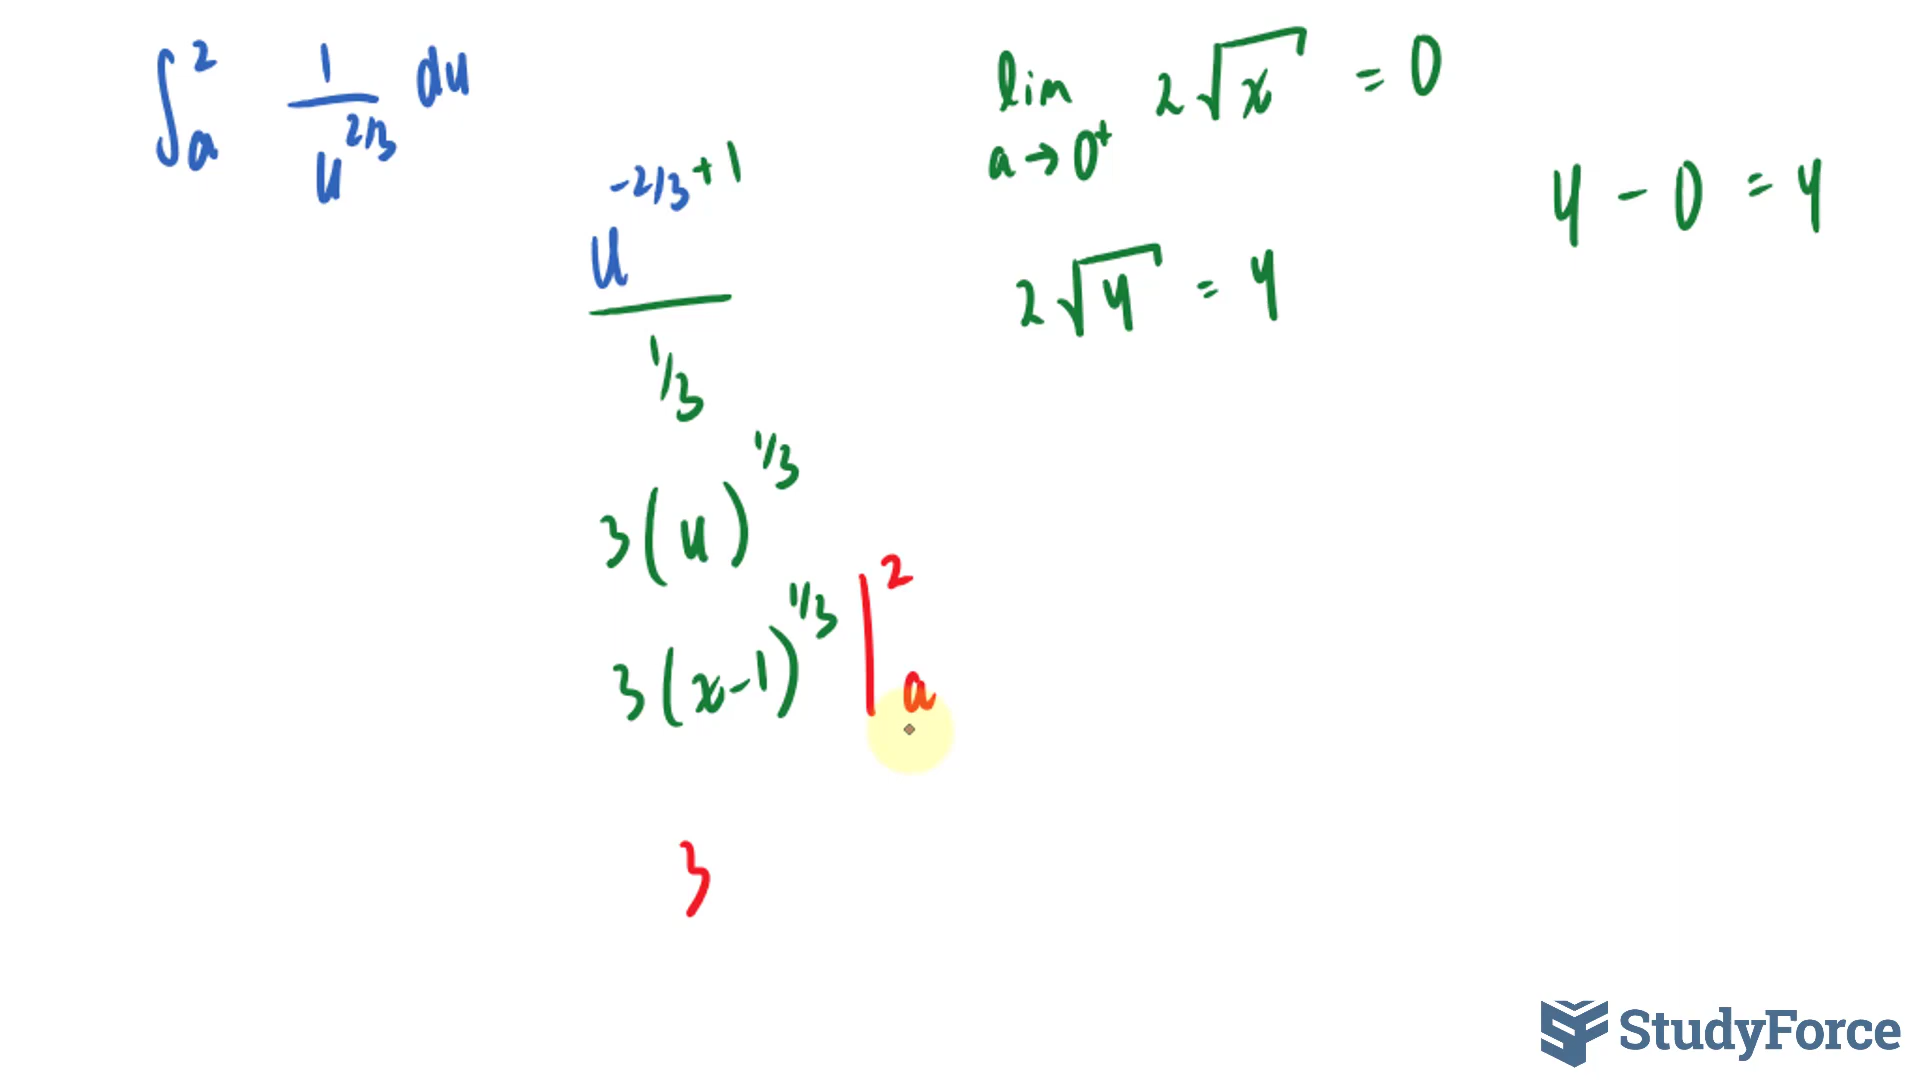 ∫ₐ² 1/u^(2/3) du
u^(-2/3 + 1)
/ 1/3
3(u)^(1/3)
3(x-1)^(1/3) |ₐ²
3
lim a→0⁺ 2√x = 0
2√4 = 4
4 - 0 = 4
StudyForce